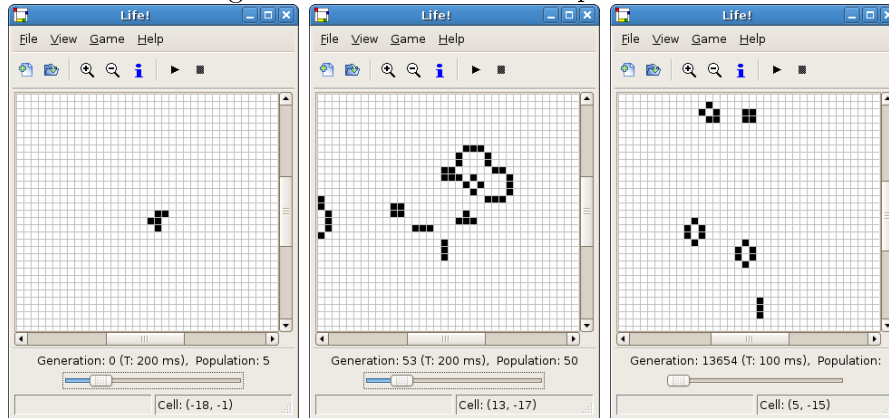 Life!
File View Game Help
Generation: 0 (T: 200 ms), Population: 5
Cell: (-18, -1)
Life!
File View Game Help
Generation: 53 (T: 200 ms), Population: 50
Cell: (13, -17)
Life!
File View Game Help
Generation: 13654 (T: 100 ms), Population:
Cell: (5, -15)